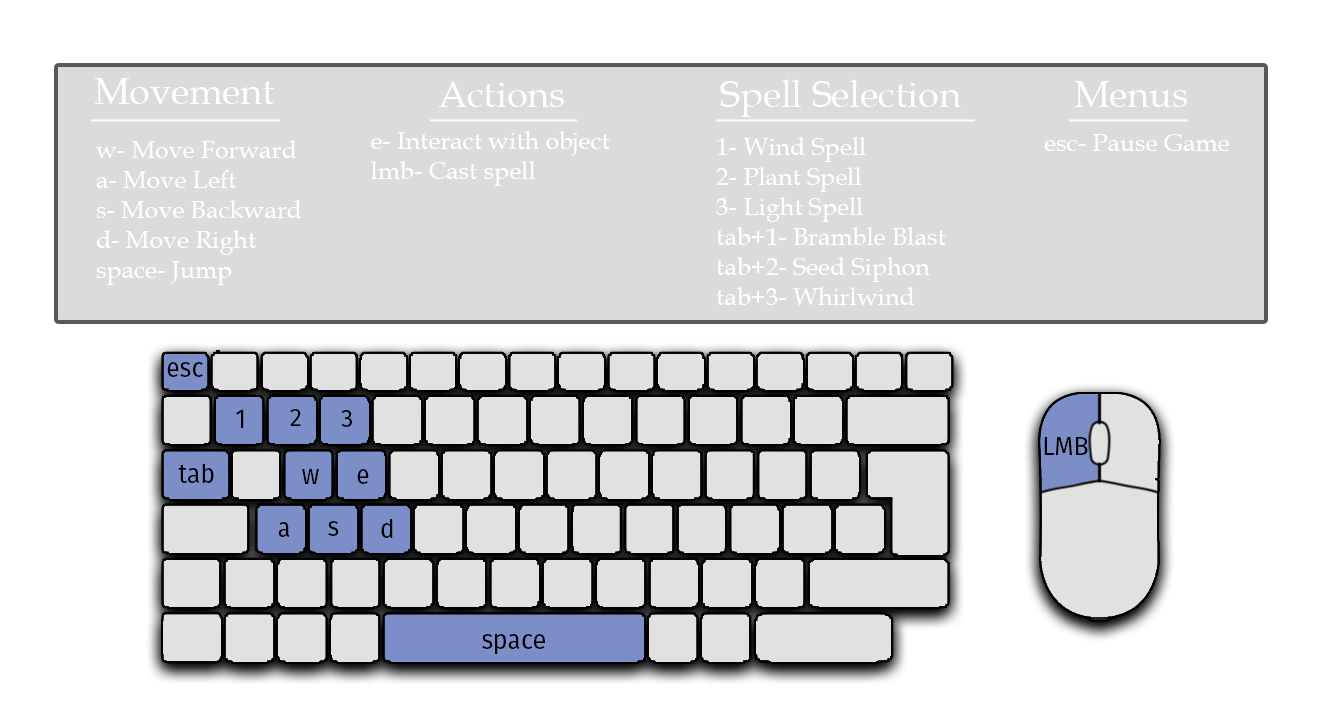 Movement
w- Move Forward
a- Move Left
s- Move Backward
d- Move Right
space- Jump
Actions
e- Interact with object
lmb- Cast spell
Spell Selection
1- Wind Spell
2- Plant Spell
3- Light Spell
tab+1- Bramble Blast
tab+2- Seed Siphon
tab+3- Whirlwind
Menus
esc- Pause Game
esc
1 2 3
tab w e
a s d
space
LMB